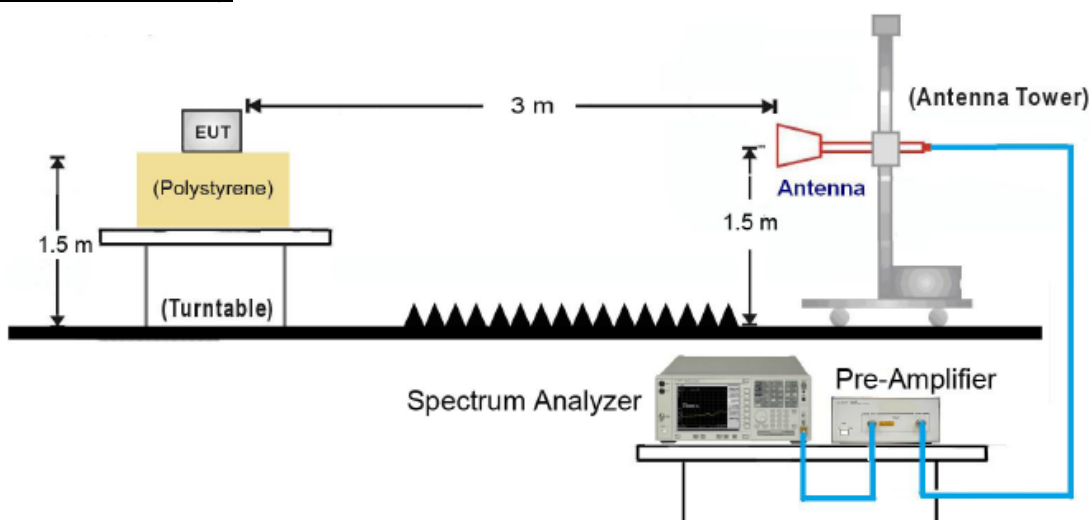 3 m
(Antenna Tower)
EUT
(Polystyrene)
Antenna
1.5 m
1.5 m
(Turntable)
Spectrum Analyzer
Pre-Amplifier